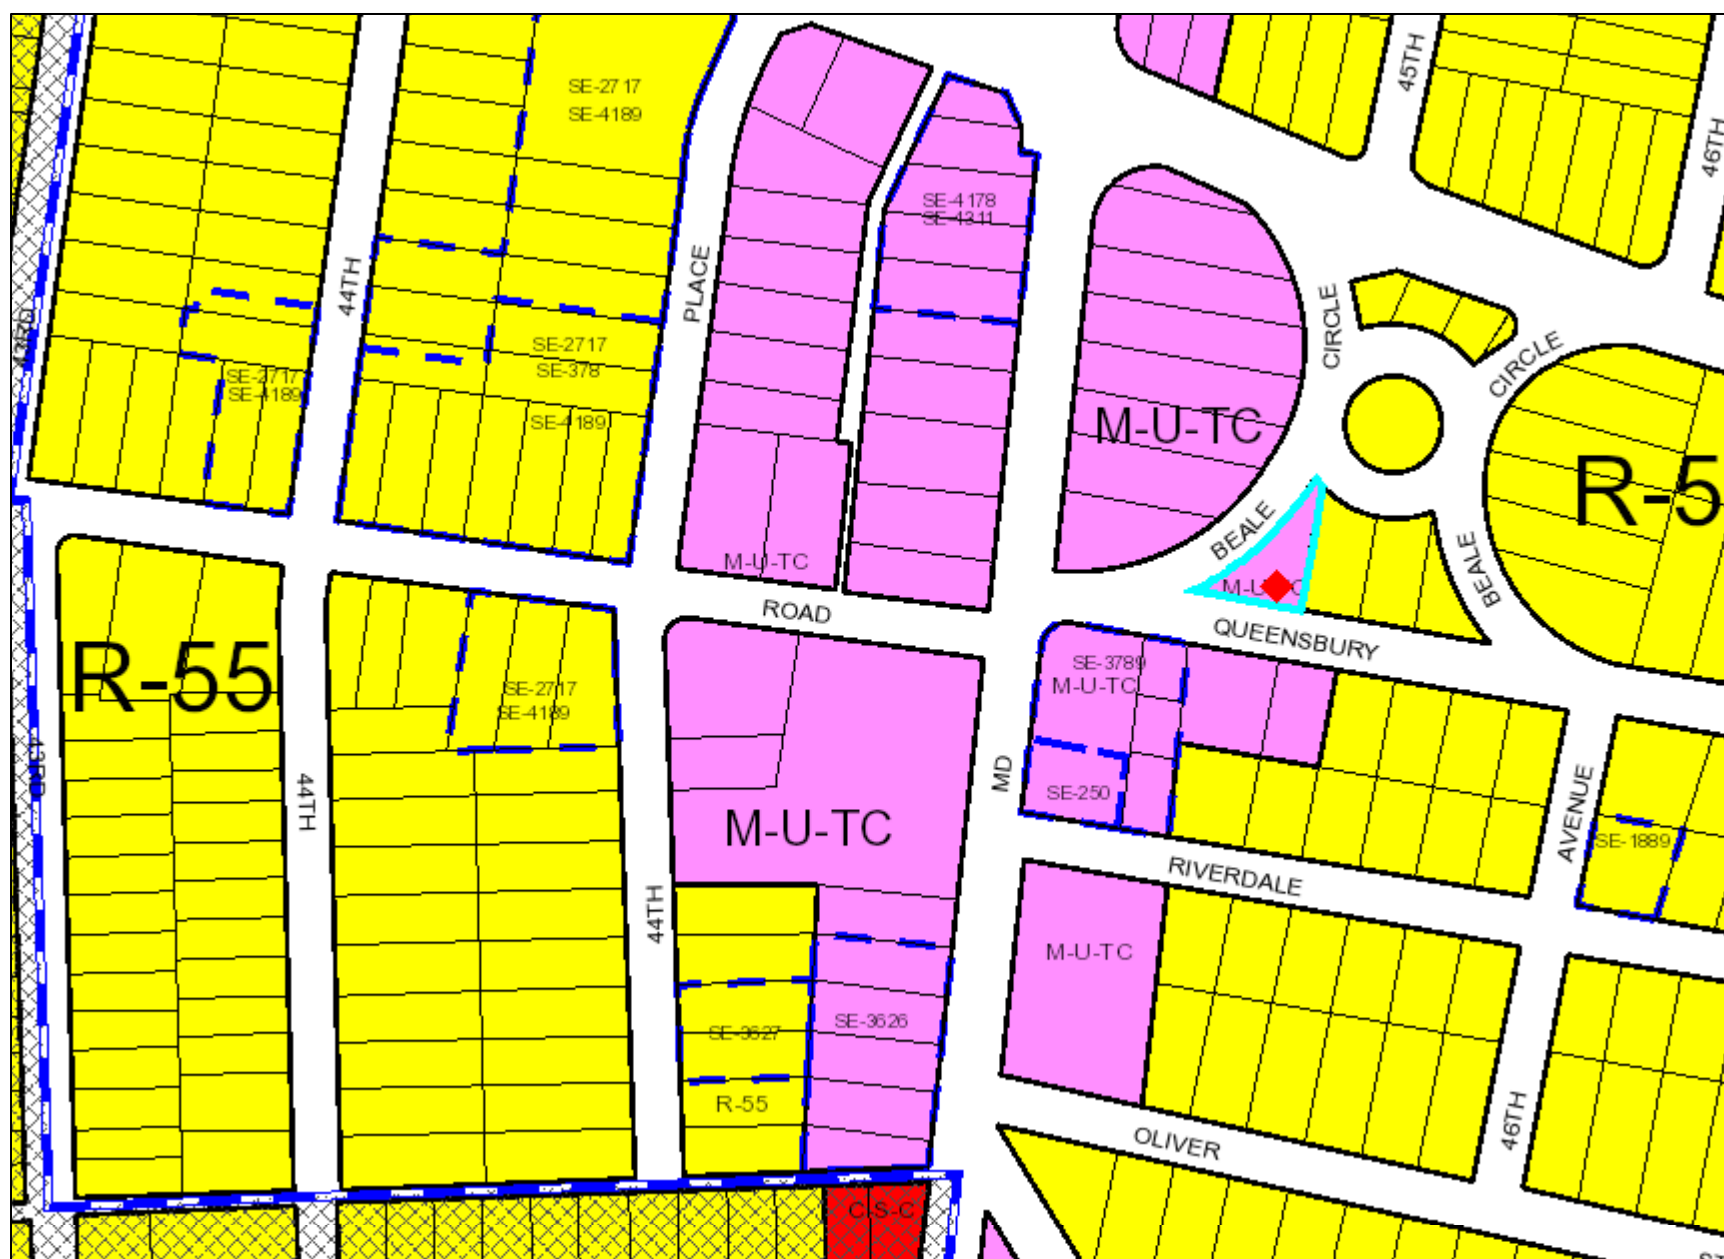 45TH
46TH
SE-2717
SE-4189
SE-4178
SE-4311
44TH
PLACE
CIRCLE
CIRCLE
43RD
SE-2717
SE-378
SE-2717
SE-4189
SE-4189
M-U-TC
R-5
BEALE
BEALE
M-U-TC
M-U-TC
ROAD
QUEENSBURY
R-55
SE-3789
M-U-TC
SE-2717
SE-4189
43RD
44TH
MD
SE-250
M-U-TC
AVENUE
SE-1889
RIVERDALE
44TH
M-U-TC
SE-3627
SE-3626
R-55
46TH
OLIVER
C-S-C